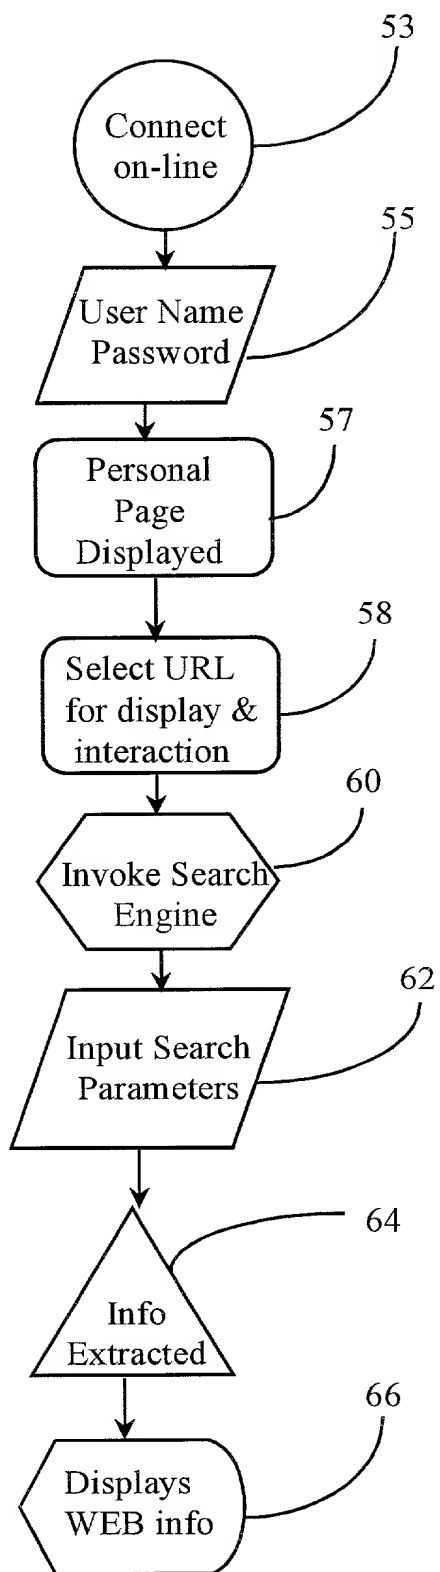 53
Connect
on-line
55
User Name
Password
57
Personal
Page
Displayed
58
Select URL
for display &
interaction
60
Invoke Search
Engine
62
Input Search
Parameters
64
Info
Extracted
66
Displays
WEB info